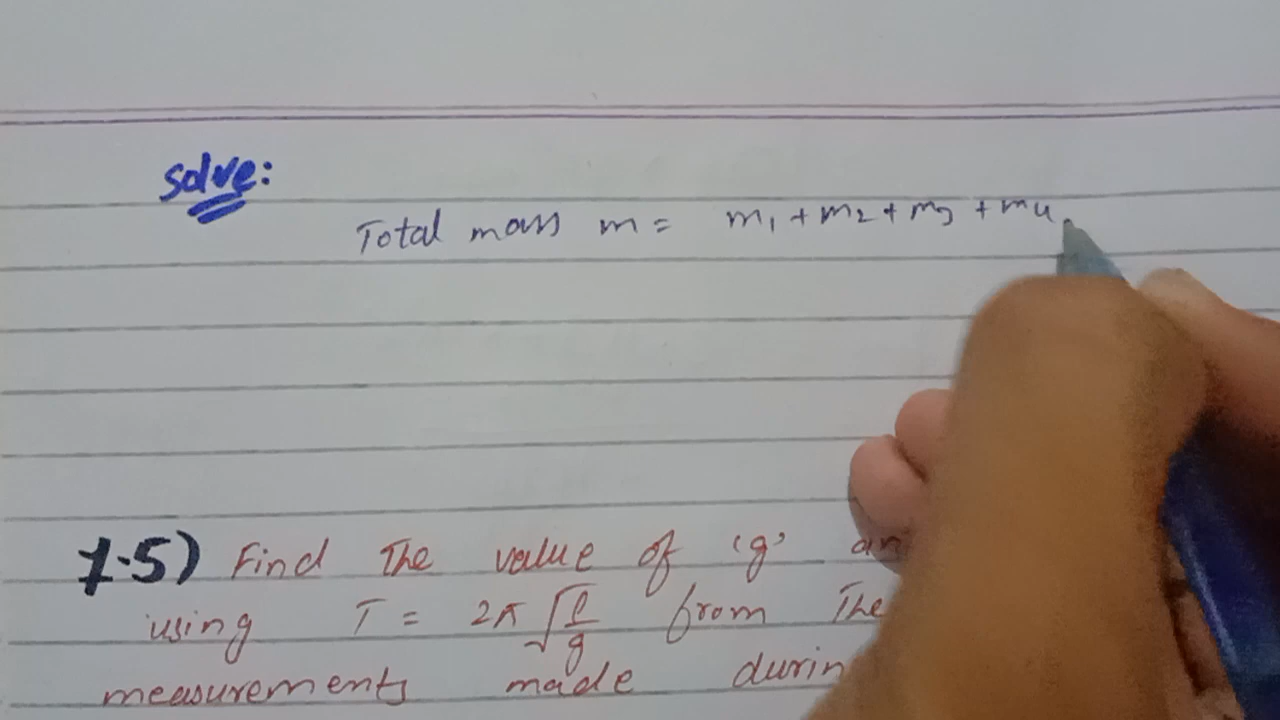 Solve:
Total mass m = m₁ + m₂ + m₃ + m₄
1.5) Find The value of 'g'
using T = 2π √(l/g) from The
measurements made